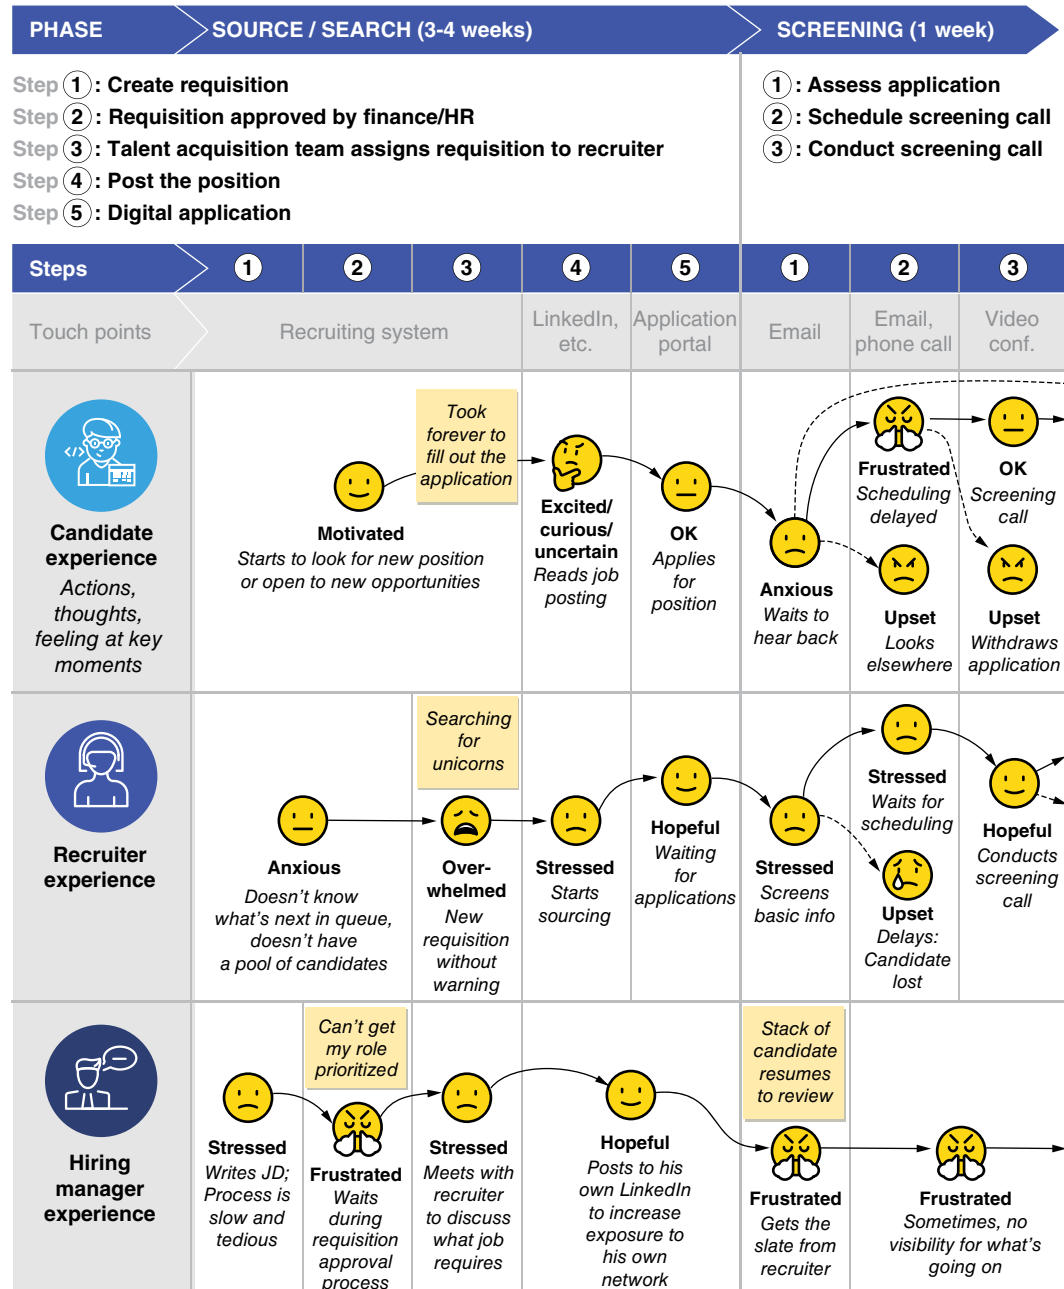 PHASE
SOURCE / SEARCH (3-4 weeks)
SCREENING (1 week)
Step 1 : Create requisition
Step 2 : Requisition approved by finance/HR
Step 3 : Talent acquisition team assigns requisition to recruiter
Step 4 : Post the position
Step 5 : Digital application
1 : Assess application
2 : Schedule screening call
3 : Conduct screening call
Steps
1
2
3
4
5
1
2
3
Touch points
Recruiting system
LinkedIn,
etc.
Application
portal
Email
Email,
phone call
Video
conf.
Candidate
experience
Actions,
thoughts,
feeling at key
moments
Motivated
Starts to look for new position
or open to new opportunities
Took
forever to
fill out the
application
Excited/
curious/
uncertain
Reads job
posting
OK
Applies
for
position
Anxious
Waits to
hear back
Frustrated
Scheduling
delayed
Upset
Looks
elsewhere
OK
Screening
call
Upset
Withdraws
application
</>
Recruiter
experience
Anxious
Doesn't know
what's next in queue,
doesn't have
a pool of candidates
Searching
for
unicorns
Over-
whelmed
New
requisition
without
warning
Stressed
Starts
sourcing
Hopeful
Waiting
for
applications
Stressed
Screens
basic info
Stressed
Waits for
scheduling
Upset
Delays:
Candidate
lost
Hopeful
Conducts
screening
call
Hiring
manager
experience
Stressed
Writes JD;
Process is
slow and
tedious
Can't get
my role
prioritized
Frustrated
Waits
during
requisition
approval
process
Stressed
Meets with
recruiter
to discuss
what job
requires
Hopeful
Posts to his
own LinkedIn
to increase
exposure to
his own
network
Stack of
candidate
resumes
to review
Frustrated
Gets the
slate from
recruiter
Frustrated
Sometimes, no
visibility for what's
going on